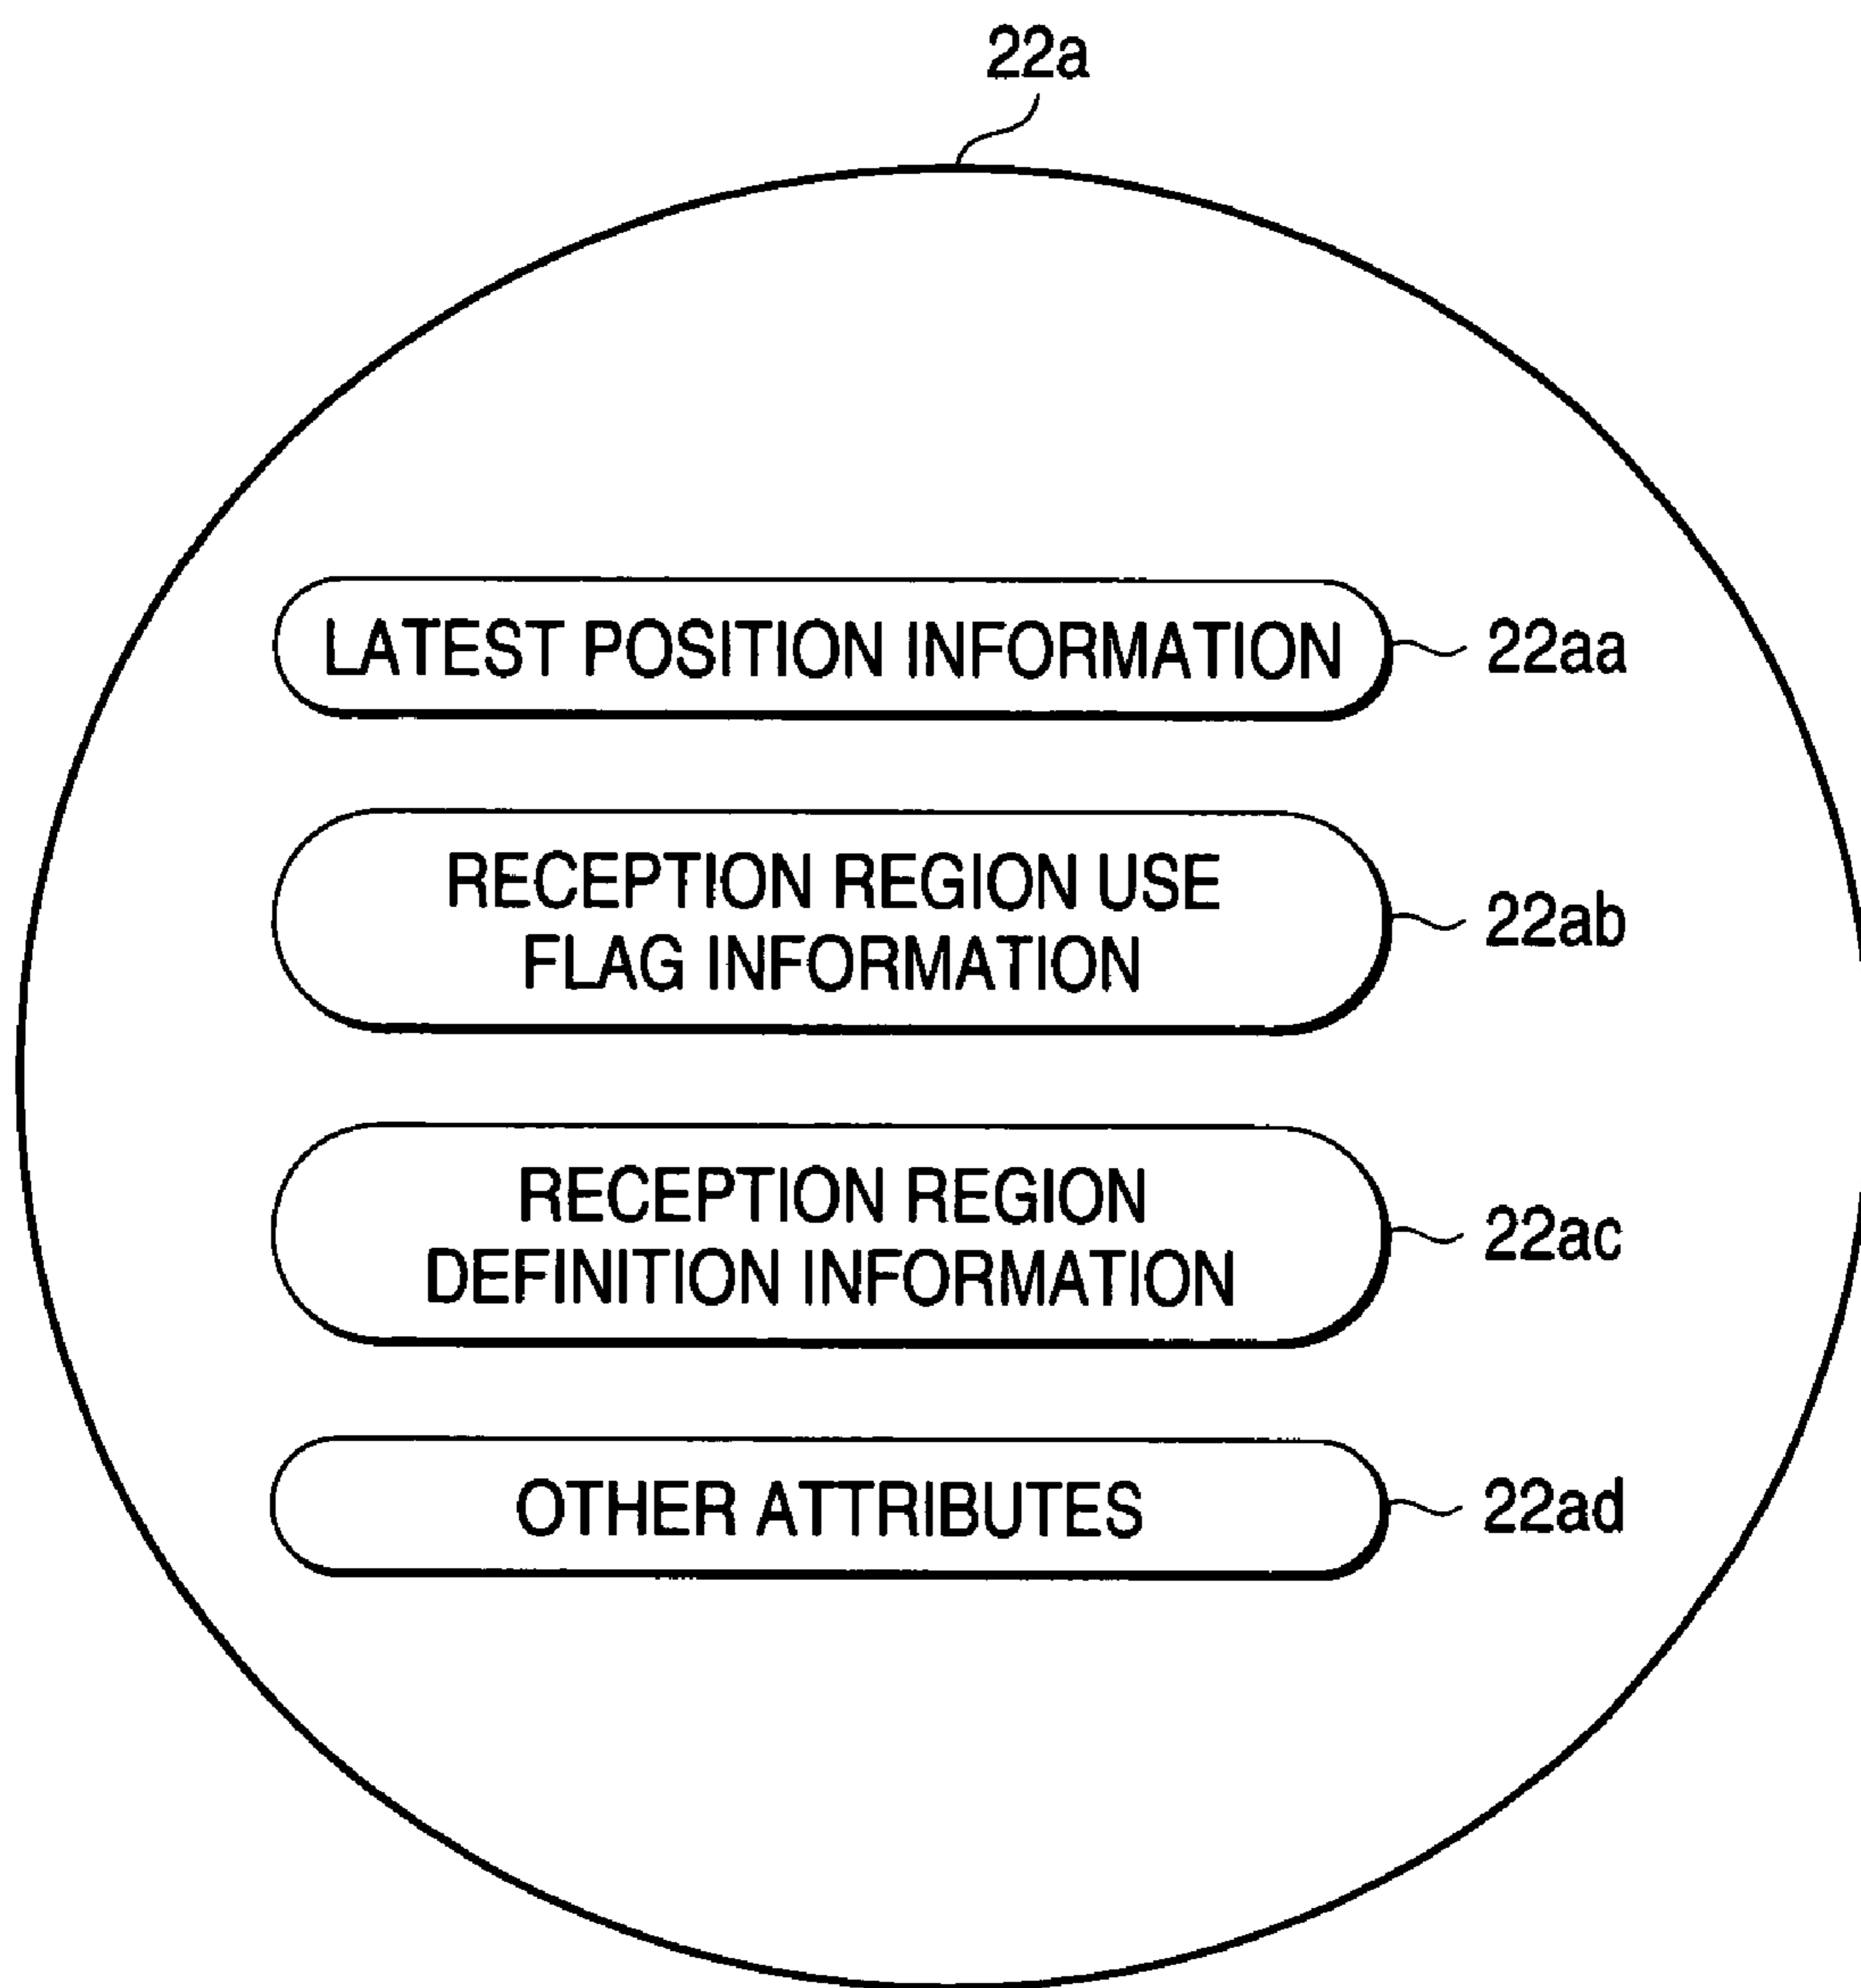 22a
LATEST POSITION INFORMATION
22aa
RECEPTION REGION USE
FLAG INFORMATION
22ab
RECEPTION REGION
DEFINITION INFORMATION
22ac
OTHER ATTRIBUTES
22ad